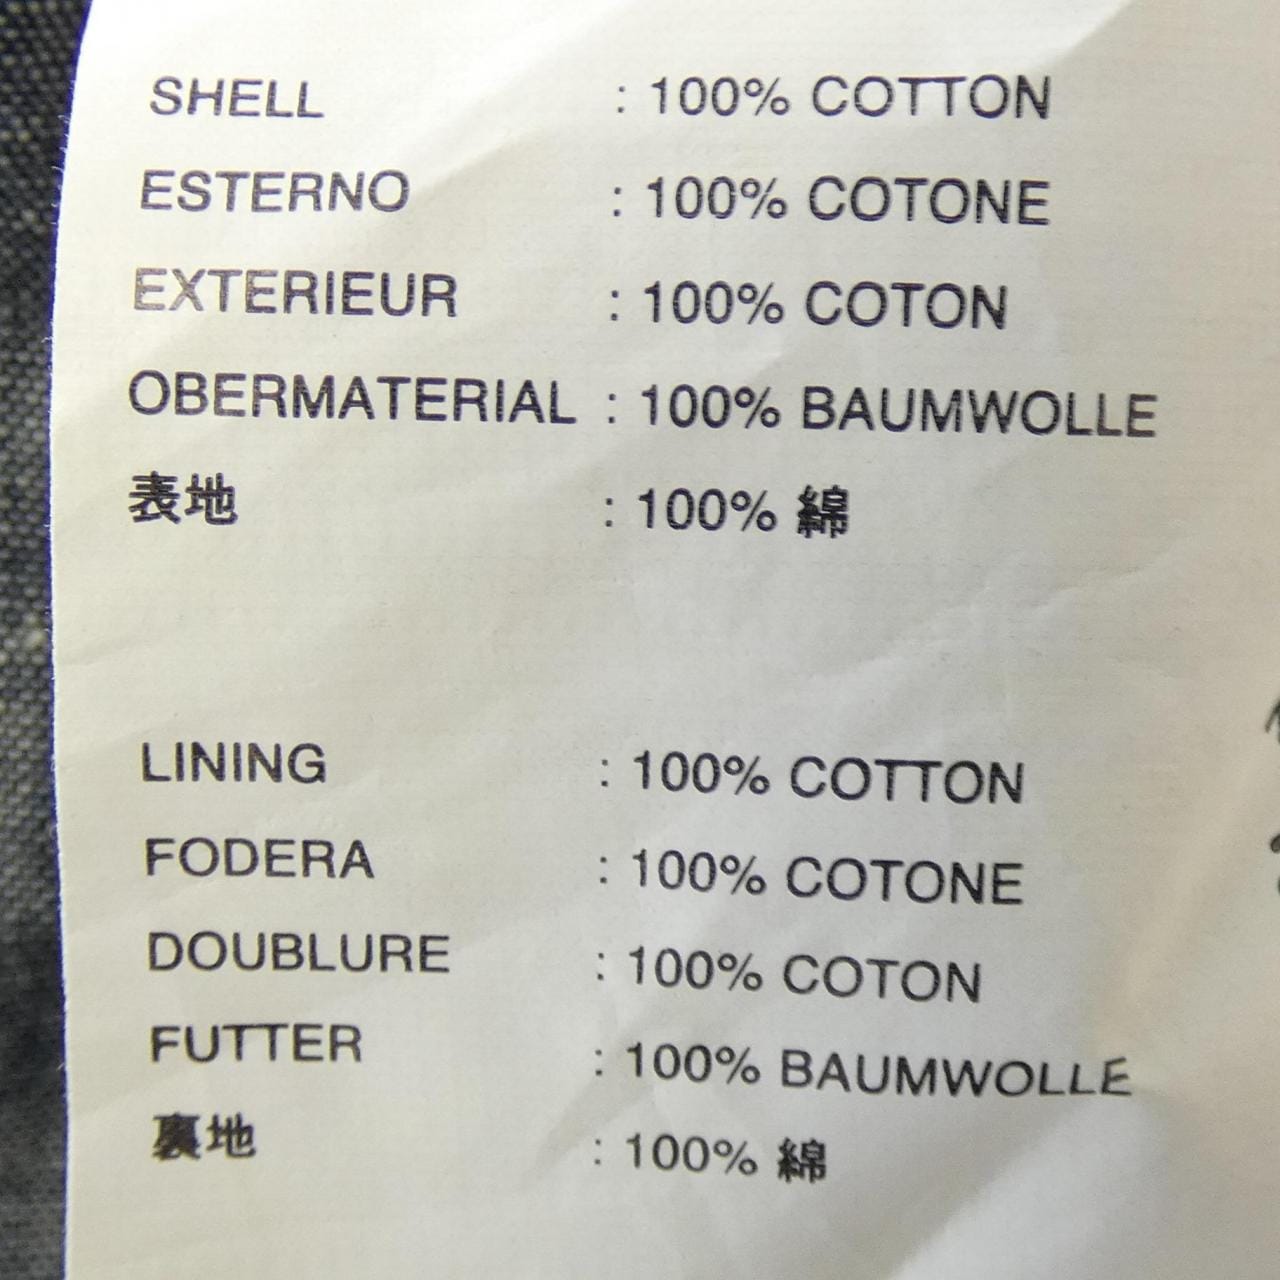 SHELL : 100% COTTON
ESTERNO : 100% COTONE
EXTERIEUR : 100% COTON
OBERMATERIAL : 100% BAUMWOLLE
表地 : 100% 綿
LINING : 100% COTTON
FODERA : 100% COTONE
DOUBLURE : 100% COTON
FUTTER : 100% BAUMWOLLE
裏地 : 100% 綿